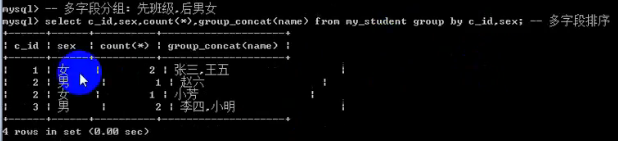 mysql> -- 多字段分组: 先班级,后男女
mysql> select c_id,sex,count(*),group_concat(name) from my_student group by c_id,sex; -- 多字段排序
+------+------+----------+--------------------+
| c_id | sex | count(*) | group_concat(name) |
+------+------+----------+--------------------+
| 1 | 女 | 2 | 张三,王五 |
| 2 | 男 | 1 | 赵六 |
| 2 | 女 | 1 | 小芳 |
| 3 | 男 | 2 | 李四,小明 |
+------+------+----------+--------------------+
4 rows in set (0.00 sec)